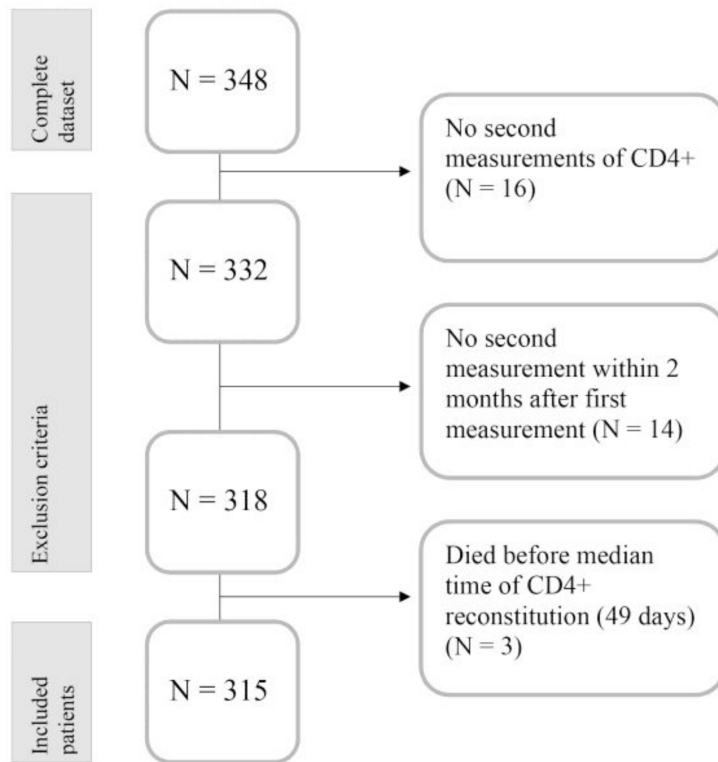 Complete
dataset
N = 348
No second
measurements of CD4+
(N = 16)
Exclusion criteria
N = 332
No second
measurement within 2
months after first
measurement (N = 14)
N = 318
Died before median
time of CD4+
reconstitution (49 days)
(N = 3)
Included
patients
N = 315